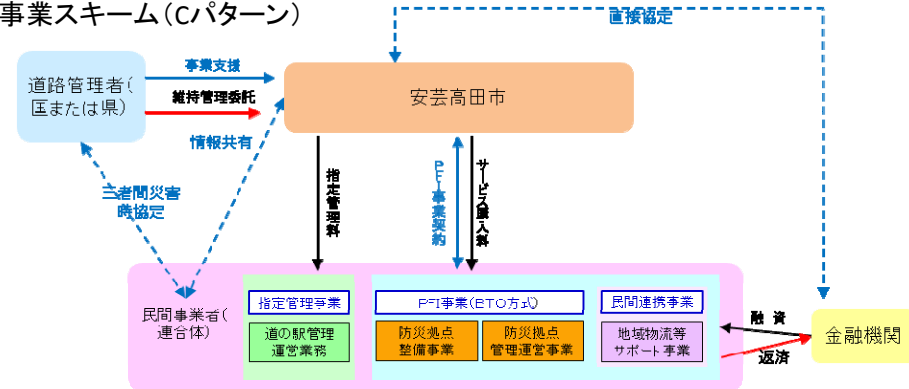 事業スキーム(Cパターン)
直接協定
道路管理者(
国または県)
事業支援
維持管理委託
安芸高田市
情報共有
三者間災害
時協定
指定管理料
PFI事業契約
サービス購入料
民間事業者(
連合体)
指定管理事業
道の駅管理
運営業務
PFI事業(BTO方式)
防災拠点
整備事業
防災拠点
管理運営事業
民間連携事業
地域物流等
サポート事業
融 資
返済
金融機関